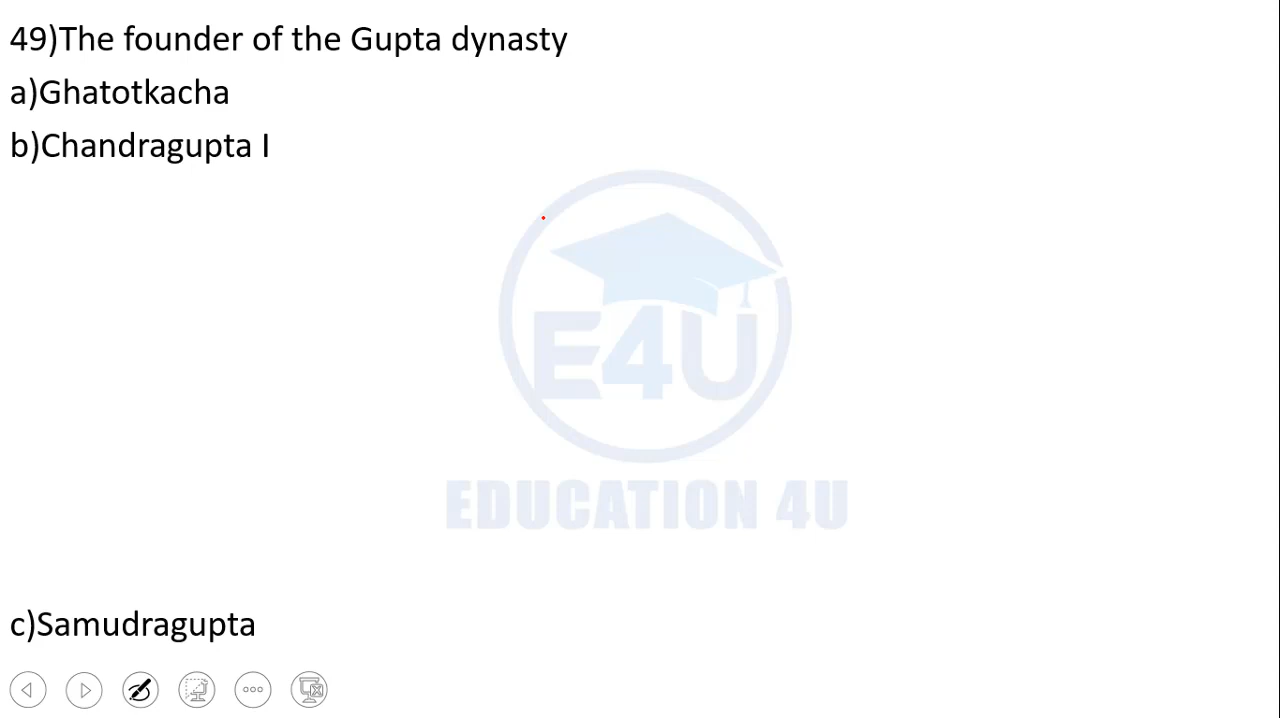 49)The founder of the Gupta dynasty
a)Ghatotkacha
b)Chandragupta I
E4U
EDUCATION 4U
c)Samudragupta